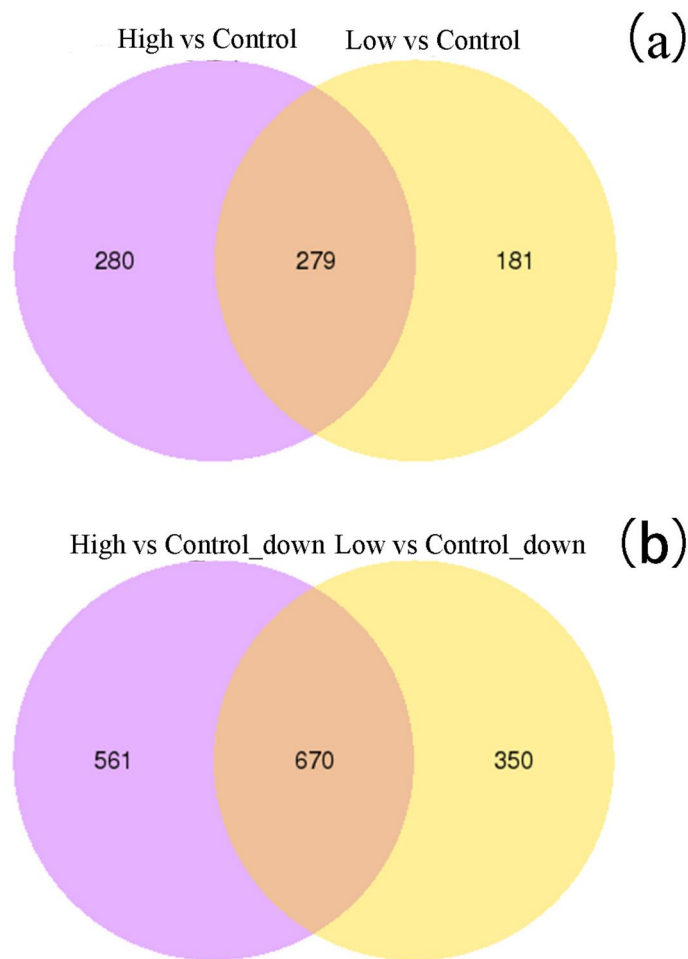 High vs Control Low vs Control (a)
280 279 181
High vs Control_down Low vs Control_down (b)
561 670 350